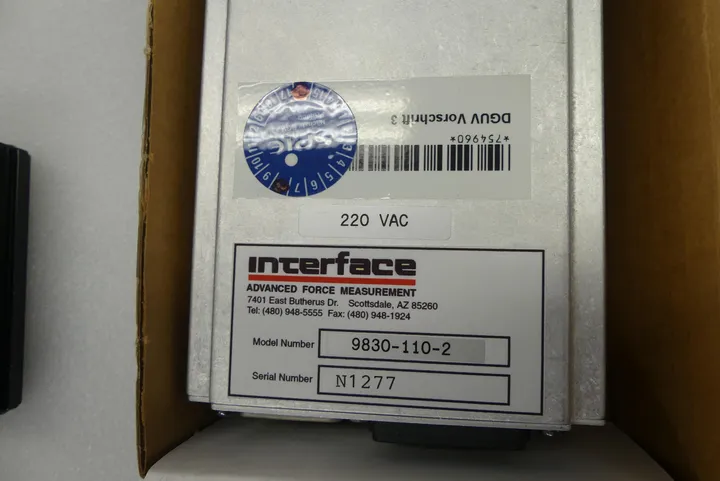 DGUV Vorschrift 3
*754960*
220 VAC
interface
ADVANCED FORCE MEASUREMENT
7401 East Butherus Dr. Scottsdale, AZ 85260
Tel: (480) 948-5555 Fax: (480) 948-1924
Model Number 9830-110-2
Serial Number N1277